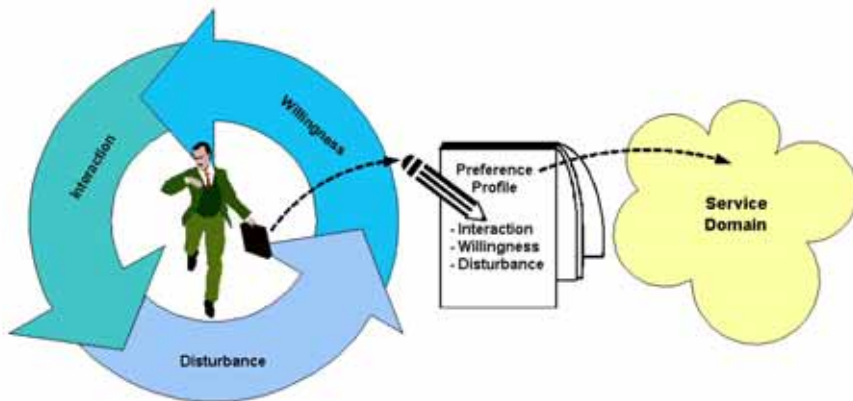 Interaction
Willingness
Disturbance
Preference
Profile
- Interaction
- Willingness
- Disturbance
Service
Domain